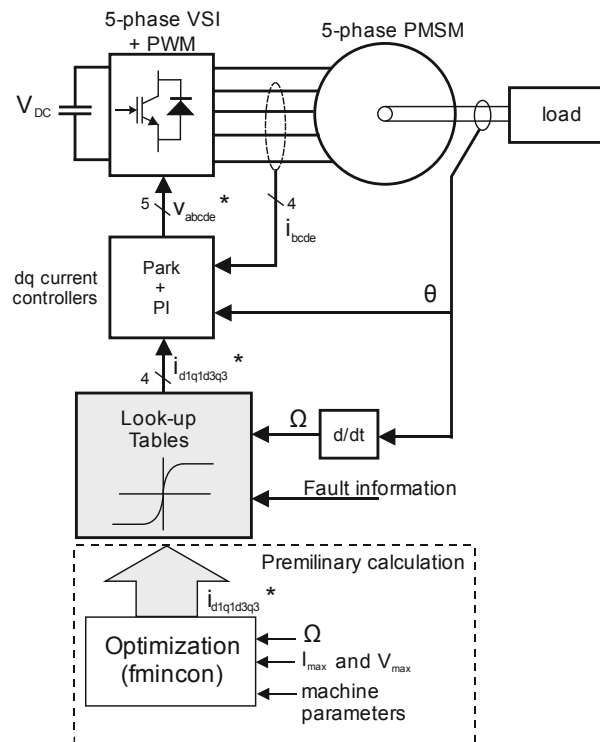 5-phase VSI
+ PWM
5-phase PMSM
V_DC
load
5
v_abcde *
4
i_bcde
dq current
controllers
Park
+
PI
θ
4
i_d1q1d3q3 *
Look-up
Tables
Ω
d/dt
Fault information
Premilinary calculation
i_d1q1d3q3 *
Optimization
(fmincon)
Ω
I_max and V_max
machine
parameters